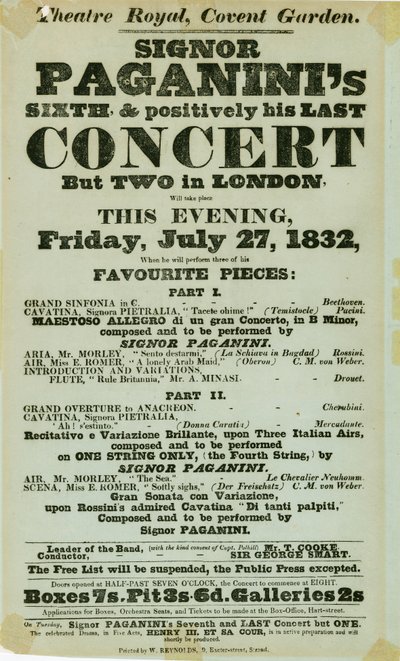 Theatre Royal, Covent Garden.
SIGNOR
PAGANINI's
SIXTH, & positively his LAST
CONCERT
But TWO in LONDON,
Will take place
THIS EVENING,
Friday, July 27, 1832,
When he will perform three of his
FAVOURITE PIECES:
PART I.
GRAND SINFONIA in C. - - - - Beethoven.
CAVATINA, Signora PIETRALIA, "Tacete ohime!" (Temistocle) Pacini.
MAESTOSO ALLEGRO di un gran Concerto, in B Minor,
composed and to be performed by
SIGNOR PAGANINI.
ARIA, Mr. MORLEY, "Sento destarmi," (La Schiava in Bagdad) Rossini.
AIR, Miss E. ROMER, "A lonely Arab Maid," (Oberon) C. M. von Weber.
INTRODUCTION AND VARIATIONS,
FLUTE, "Rule Britannia," Mr. A. MINASI. - - Drouet.
PART II.
GRAND OVERTURE to ANACREON. - - - Cherubini.
CAVATINA, Signora PIETRALIA,
'Ah! s'estinto." - (Donna Caratia) - Mercadante.
Recitativo e Variazione Brillante, upon Three Italian Airs,
composed and to be performed
on ONE STRING ONLY, (the Fourth String,) by
SIGNOR PAGANINI.
AIR, Mr. MORLEY, "The Sea." - Le Chevalier Neukomm.
SCENA, Miss E. ROMER, "Softly sighs," (Der Freischutz) C. M. von Weber.
Gran Sonata con Variazione,
upon Rossini's admired Cavatina "Di tanti palpiti,"
Composed and to be performed by
Signor PAGANINI.
Leader of the Band, (with the kind consent of Capt. Polhill) Mr. T. COOKE.
Conductor, - - - SIR GEORGE SMART.
The Free List will be suspended, the Public Press excepted.
Doors opened at HALF-PAST SEVEN O'CLOCK, the Concert to commence at EIGHT.
Boxes 7s. Pit 3s. 6d. Galleries 2s
Applications for Boxes, Orchestra Seats, and Tickets to be made at the Box-Office, Hart-street.
On Tuesday, Signor PAGANINI's Seventh and LAST Concert but ONE.
The celebrated Drama, in Five Acts, HENRY III. ET SA COUR, is in active preparation and will
shortly be produced.
Printed by W. REYNOLDS, 9, Exeter-street, Strand.